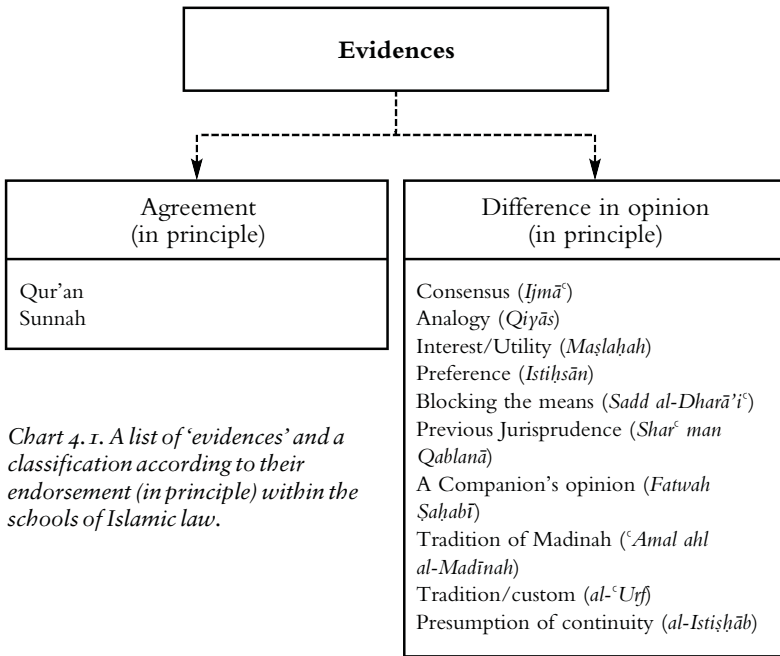 Evidences
Agreement
(in principle)
Qur’an
Sunnah
Difference in opinion
(in principle)
Consensus (Ijmāʿ)
Analogy (Qiyās)
Interest/Utility (Maṣlaḥah)
Preference (Istiḥsān)
Blocking the means (Sadd al-Dharā’iʿ)
Previous Jurisprudence (Sharʿ man
Qablanā)
A Companion’s opinion (Fatwah
Ṣaḥabī)
Tradition of Madinah (ʿAmal ahl
al-Madīnah)
Tradition/custom (al-ʿUrf)
Presumption of continuity (al-Istiṣḥāb)
Chart 4.1. A list of ‘evidences’ and a
classification according to their
endorsement (in principle) within the
schools of Islamic law.